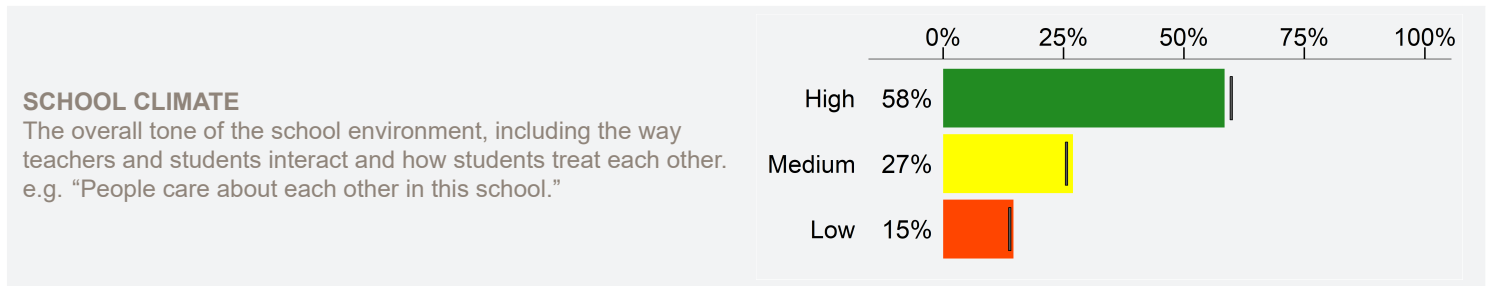 SCHOOL CLIMATE
The overall tone of the school environment, including the way
teachers and students interact and how students treat each other.
e.g. “People care about each other in this school.”
0% 25% 50% 75% 100%
High 58%
Medium 27%
Low 15%